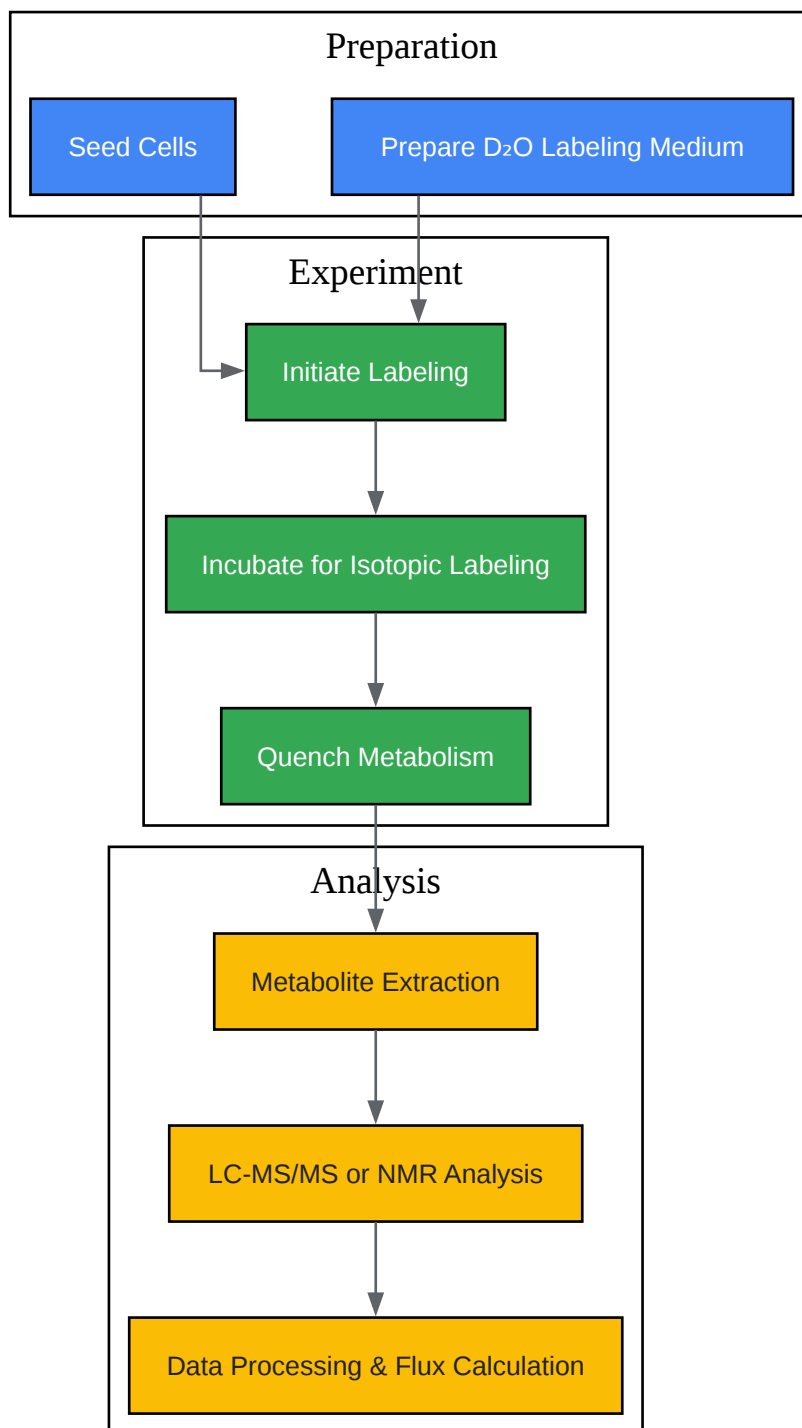 Preparation
Seed Cells
Prepare D₂O Labeling Medium
Experiment
Initiate Labeling
Incubate for Isotopic Labeling
Quench Metabolism
Analysis
Metabolite Extraction
LC-MS/MS or NMR Analysis
Data Processing & Flux Calculation